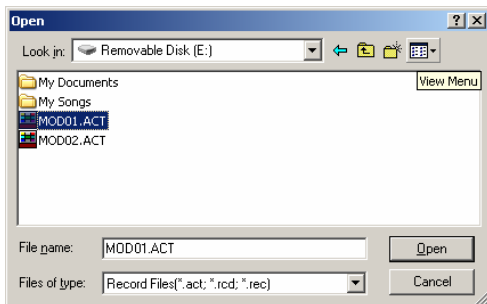 Open
Look in: Removable Disk (E:)
View Menu
My Documents
My Songs
MOD01.ACT
MOD02.ACT
File name: MOD01.ACT Open
Files of type: Record Files(*.act; *.rcd; *.rec) Cancel